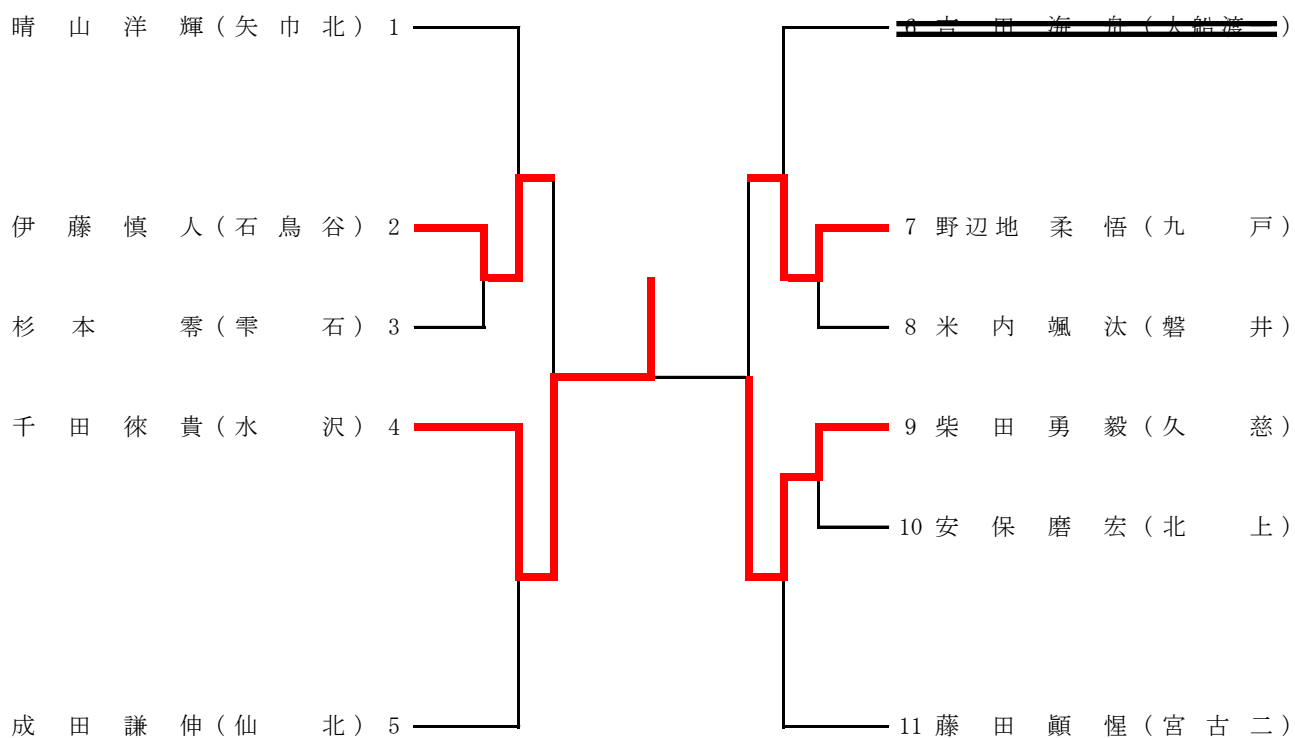 晴山洋輝(矢巾北) 1
伊藤慎人(石鳥谷) 2
杉本零(雫石) 3
千田徠貴(水沢) 4
成田謙伸(仙北) 5
7 野辺地柔悟(九戸)
8 米内颯汰(磐井)
9 柴田勇毅(久慈)
10 安保磨宏(北上)
11 藤田顚惺(宮古二)